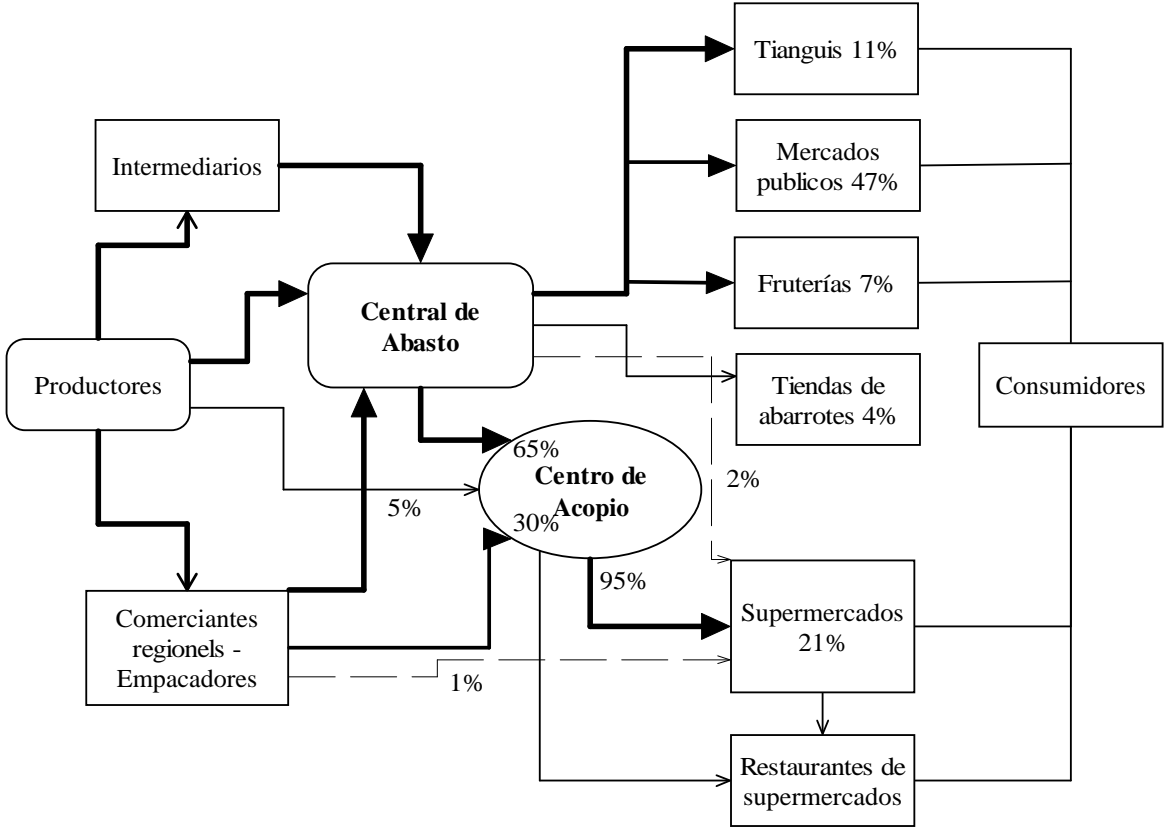 Tianguis 11%
Mercados
publicos 47%
Intermediarios
Fruterías 7%
Central de
Abasto
Productores
Tiendas de
abarrotes 4%
Consumidores
65%
Centro de
Acopio
2%
5%
30%
95%
Comerciantes
regionels -
Empacadores
Supermercados
21%
1%
Restaurantes de
supermercados